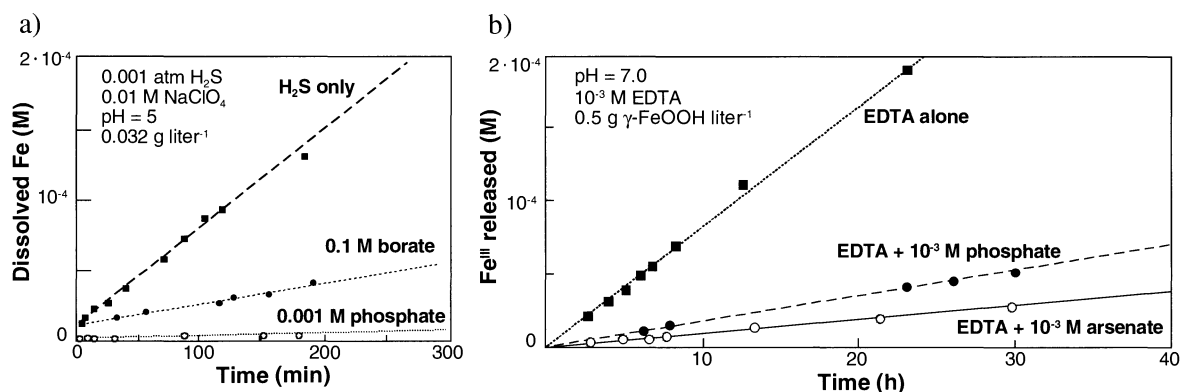 a)
2·10⁻⁴
10⁻⁴
0
Dissolved Fe (M)
0.001 atm H₂S
0.01 M NaClO₄
pH = 5
0.032 g liter⁻¹
H₂S only
0.1 M borate
0.001 M phosphate
0 100 200 300
Time (min)
b)
2·10⁻⁴
10⁻⁴
0
Feᴵᴵᴵ released (M)
pH = 7.0
10⁻³ M EDTA
0.5 g γ-FeOOH liter⁻¹
EDTA alone
EDTA + 10⁻³ M phosphate
EDTA + 10⁻³ M arsenate
10 20 30 40
Time (h)